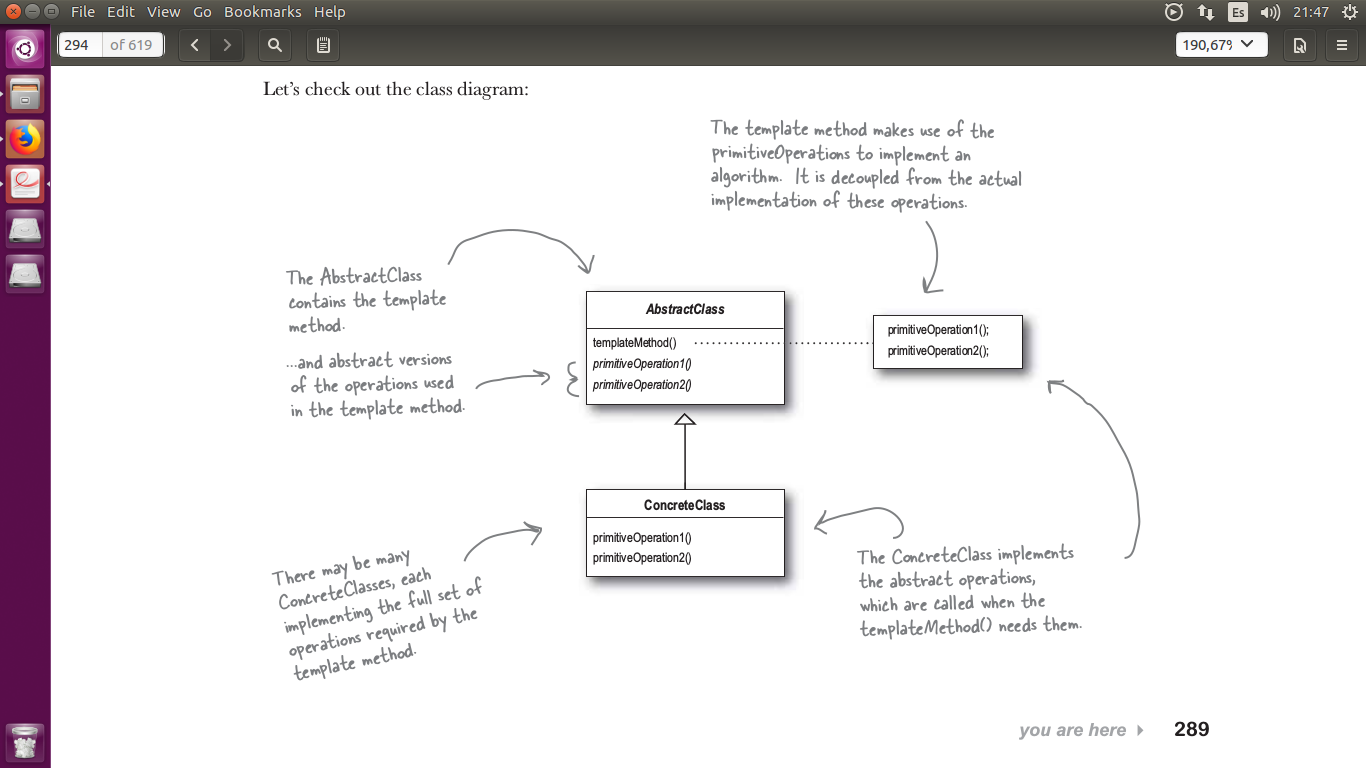 File Edit View Go Bookmarks Help
Es
21:47
294 of 619
190,67%
Let's check out the class diagram:
The template method makes use of the
primitiveOperations to implement an
algorithm. It is decoupled from the actual
implementation of these operations.
The AbstractClass
contains the template
method.
...and abstract versions
of the operations used
in the template method.
AbstractClass
templateMethod()
primitiveOperation1()
primitiveOperation2()
primitiveOperation1();
primitiveOperation2();
ConcreteClass
primitiveOperation1()
primitiveOperation2()
There may be many
ConcreteClasses, each
implementing the full set of
operations required by the
template method.
The ConcreteClass implements
the abstract operations,
which are called when the
templateMethod() needs them.
you are here
289